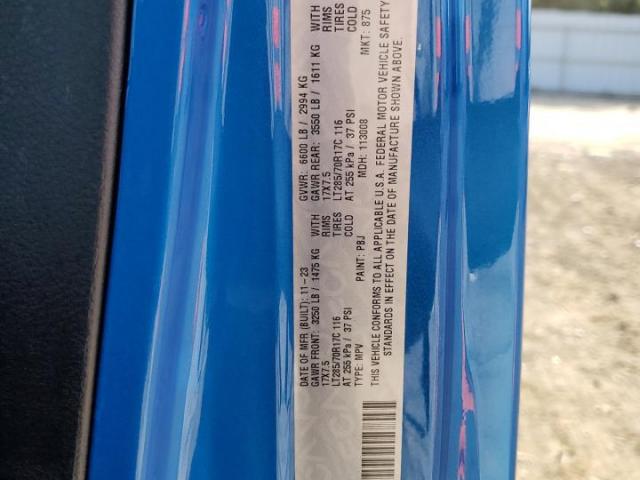 DATE OF MFR (BUILT): 11-23 GVWR: 6600 LB / 2994 KG
GAWR FRONT: 3250 LB / 1475 KG WITH GAWR REAR: 3550 LB / 1611 KG WITH
17X7.5 RIMS 17X7.5 RIMS
LT285/70R17C 116 TIRES LT285/70R17C 116 TIRES
AT 255 kPa / 37 PSI COLD AT 255 kPa / 37 PSI COLD
TYPE: MPV PAINT: PBJ MDH: 113008 MKT: 875
THIS VEHICLE CONFORMS TO ALL APPLICABLE U.S.A. FEDERAL MOTOR VEHICLE SAFETY
STANDARDS IN EFFECT ON THE DATE OF MANUFACTURE SHOWN ABOVE.